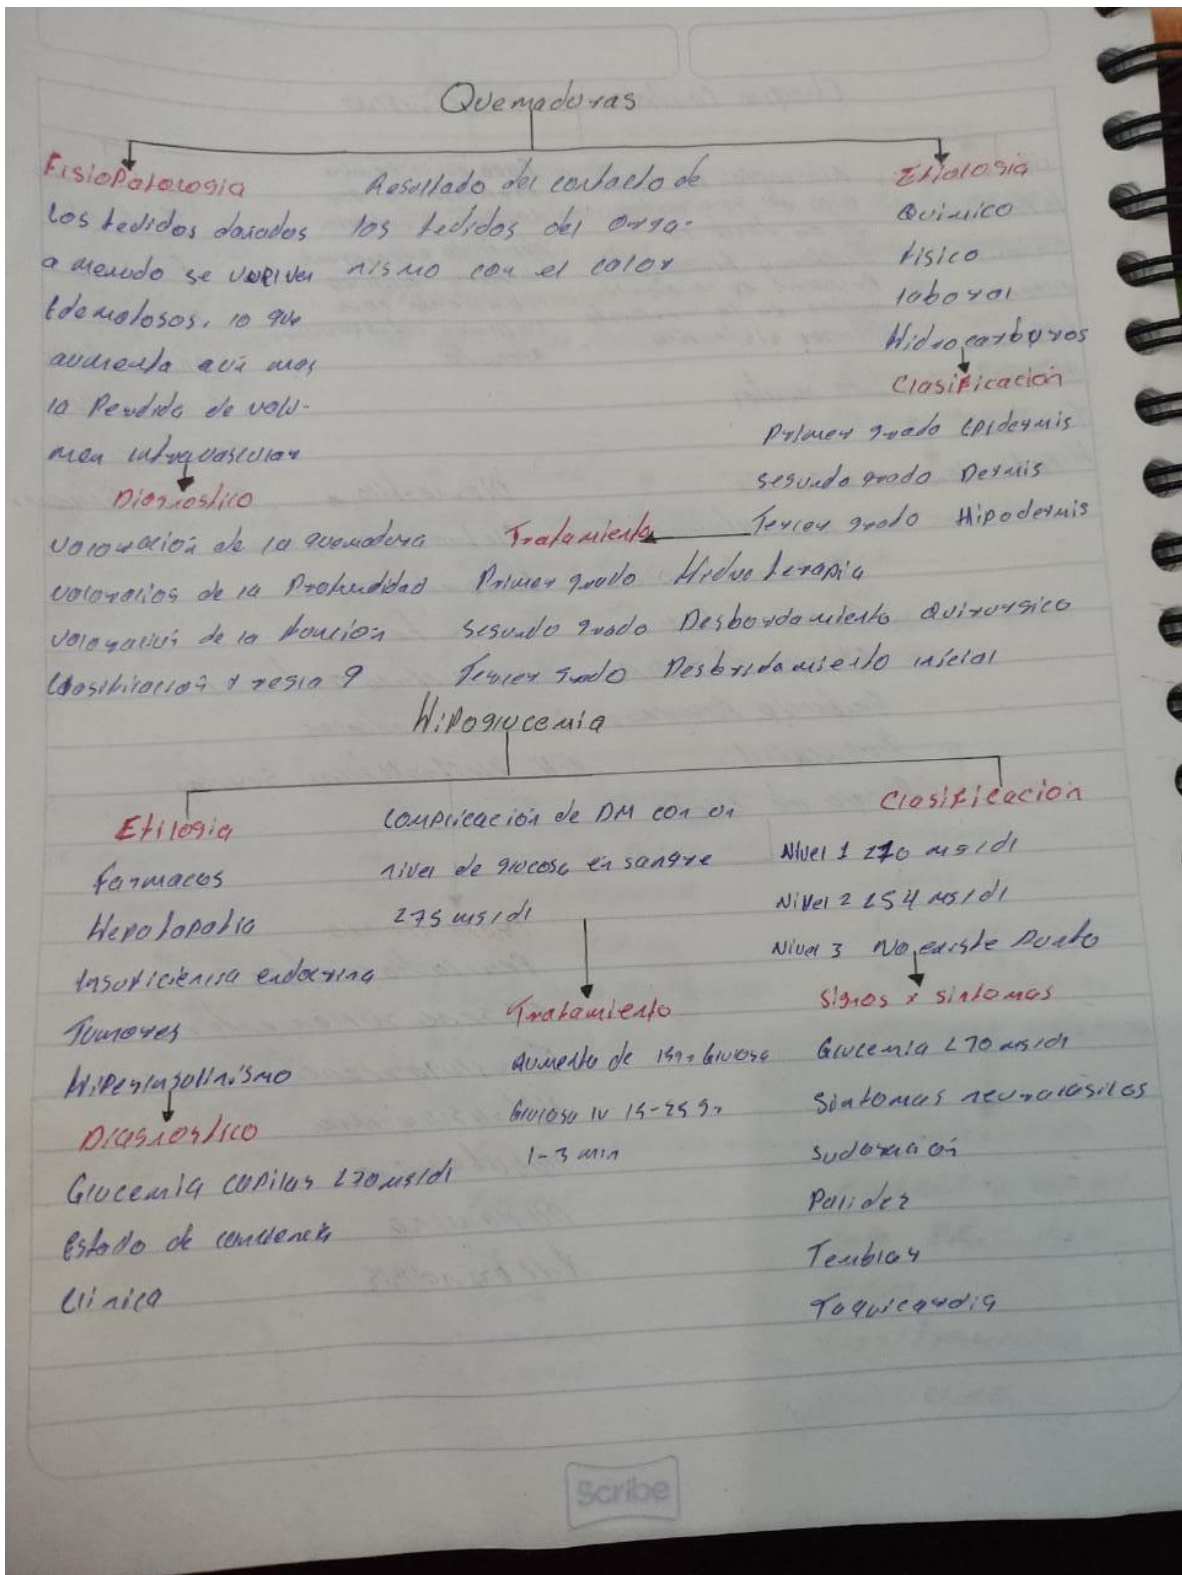 Quemaduras
Fisiopatologia
Los tedidos dañados
a menudo se vuelven
Edematosos, lo que
aumenta aún mas
la Perdida de volu-
men intravascular
Diagnostico
Valoración de la quemadura
valoracion de la Profundidad
valoración de la función
Clasificación y regla 9
Resultado del contacto de
los tedidos del orga-
nismo con el calor
Etiologia
Quimico
fisico
laboral
Hidrocarburos
Clasificación
Primer grado Epidermis
segundo grado Dermis
Tercer grado Hipodermis
Tratamiento
Primer grado Hidroterapia
segundo grado Desbordamiento Quirurgico
Tercer grado Desbridamiento inicial
Hipoglucemia
Etilogia
Farmacos
Hepatopatia
Insuficiencia endocrina
Tumores
Hiperinsulinismo
Diagnostico
Glucemia capilar <70 mg/dl
Estado de conciencia
Clinica
Complicación de DM con un
nivel de glucosa en sangre
<75 mg/dl
Tratamiento
Aumento de 15gr Glucosa
Glucosa IV 15-25 gr
1-3 min
Clasificación
Nivel 1 <70 mg/dl
Nivel 2 <54 mg/dl
Nivel 3 No existe Punto
Signos y sintomas
Glucemia <70 mg/dl
Sintomas
sudoración
Palidez
Temblor
Taquicardia
Scribe